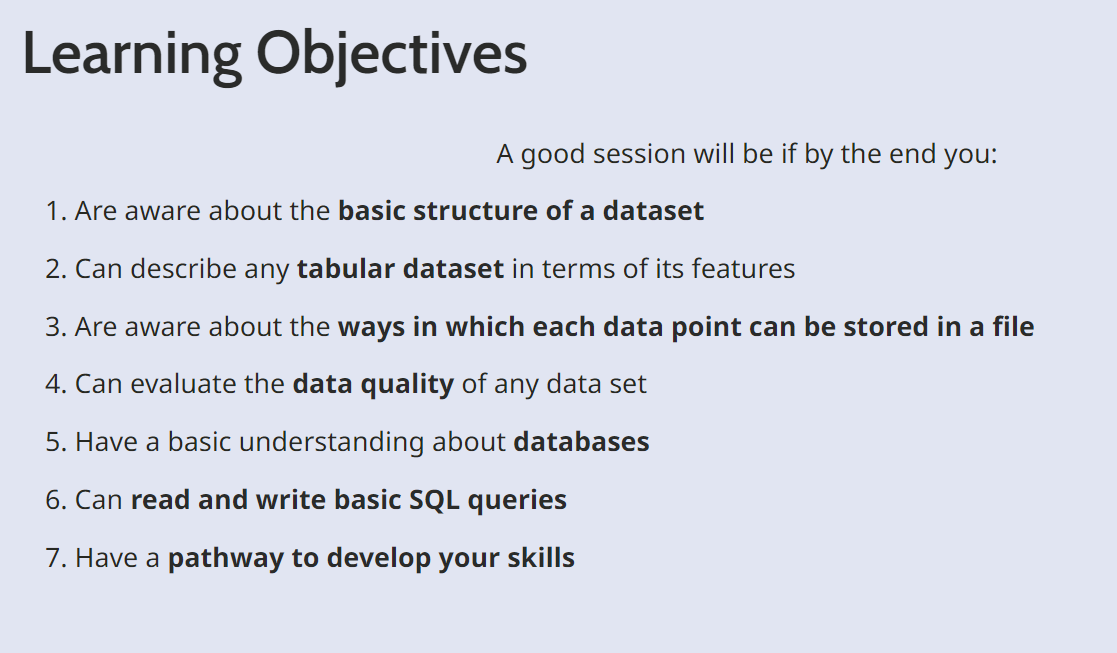 Learning Objectives
A good session will be if by the end you:
1. Are aware about the basic structure of a dataset
2. Can describe any tabular dataset in terms of its features
3. Are aware about the ways in which each data point can be stored in a file
4. Can evaluate the data quality of any data set
5. Have a basic understanding about databases
6. Can read and write basic SQL queries
7. Have a pathway to develop your skills